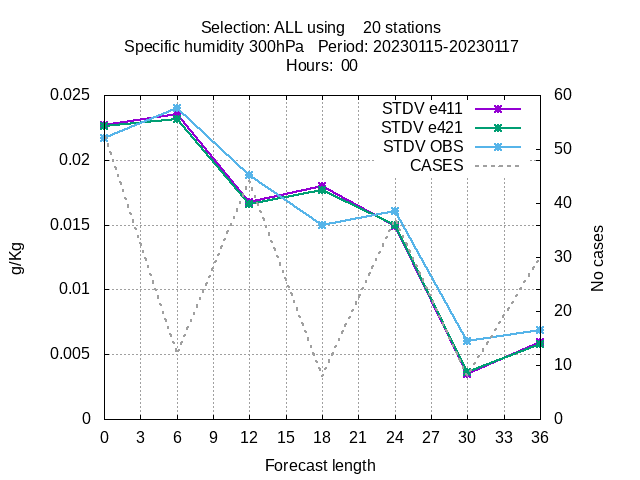 Selection: ALL using    20 stations
Specific humidity 300hPa   Period: 20230115-20230117
Hours:  00
STDV e411
STDV e421
STDV OBS
CASES
0.025
0.02
0.015
0.01
0.005
0
g/Kg
60
50
40
30
20
10
0
No cases
0 3 6 9 12 15 18 21 24 27 30 33 36
Forecast length